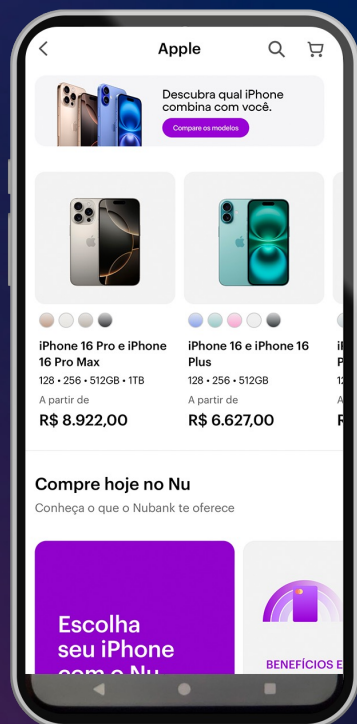 Apple
Descubra qual iPhone
combina com você.
Compare os modelos
iPhone 16 Pro e iPhone
16 Pro Max
128 • 256 • 512GB • 1TB
A partir de
R$ 8.922,00
iPhone 16 e iPhone 16
Plus
128 • 256 • 512GB
A partir de
R$ 6.627,00
Compre hoje no Nu
Conheça o que o Nubank te oferece
Escolha
seu iPhone
com o Nu
BENEFÍCIOS E